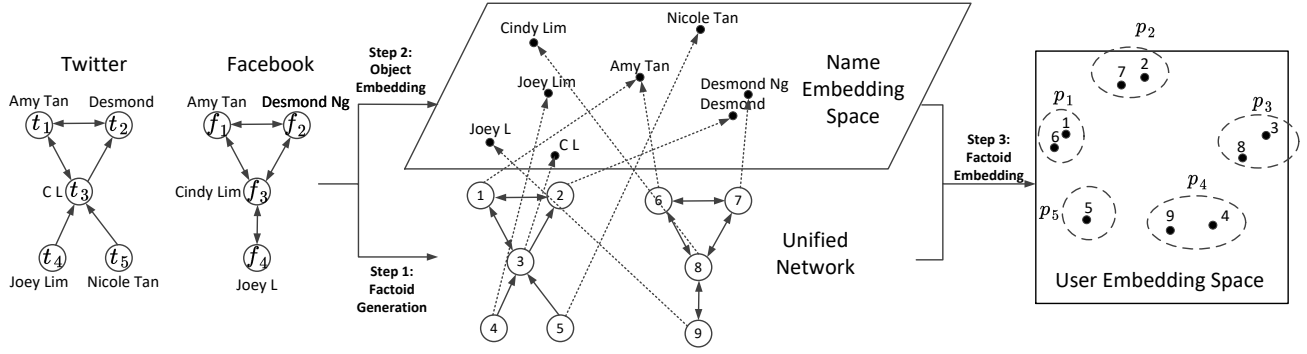 Twitter
Amy Tan
Desmond
t1
t2
C L
t3
t4
t5
Joey Lim
Nicole Tan
Facebook
Amy Tan
Desmond Ng
f1
f2
Cindy Lim
f3
f4
Joey L
Step 2:
Object
Embedding
Step 1:
Factoid
Generation
Cindy Lim
Nicole Tan
Amy Tan
Joey Lim
Desmond Ng
Desmond
Joey L
C L
Name
Embedding
Space
1
2
3
4
5
6
7
8
9
Unified
Network
Step 3:
Factoid
Embedding
p2
7
2
p1
1
6
p3
3
8
p4
9
4
p5
5
User Embedding Space